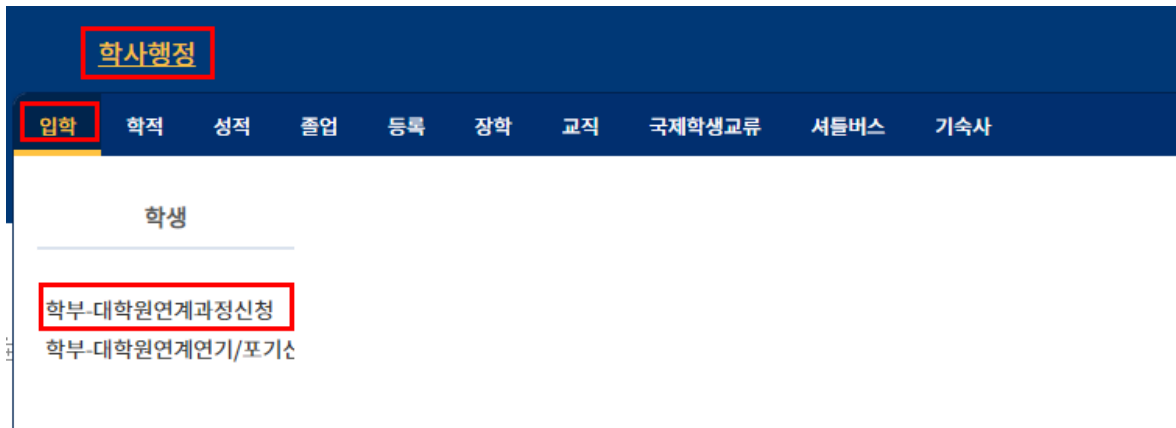 학사행정
입학 학적 성적 졸업 등록 장학 교직 국제학생교류 셔틀버스 기숙사
학생
학부-대학원연계과정신청
학부-대학원연계연기/포기